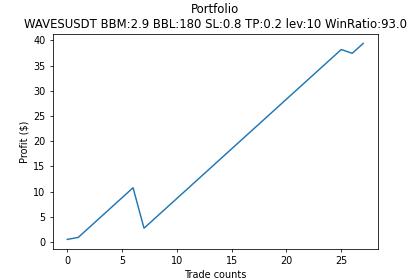 Portfolio
WAVESUSDT BBM:2.9 BBL:180 SL:0.8 TP:0.2 lev:10 WinRatio:93.0
40
35
30
25
20
15
10
5
0
Profit ($)
0 5 10 15 20 25
Trade counts